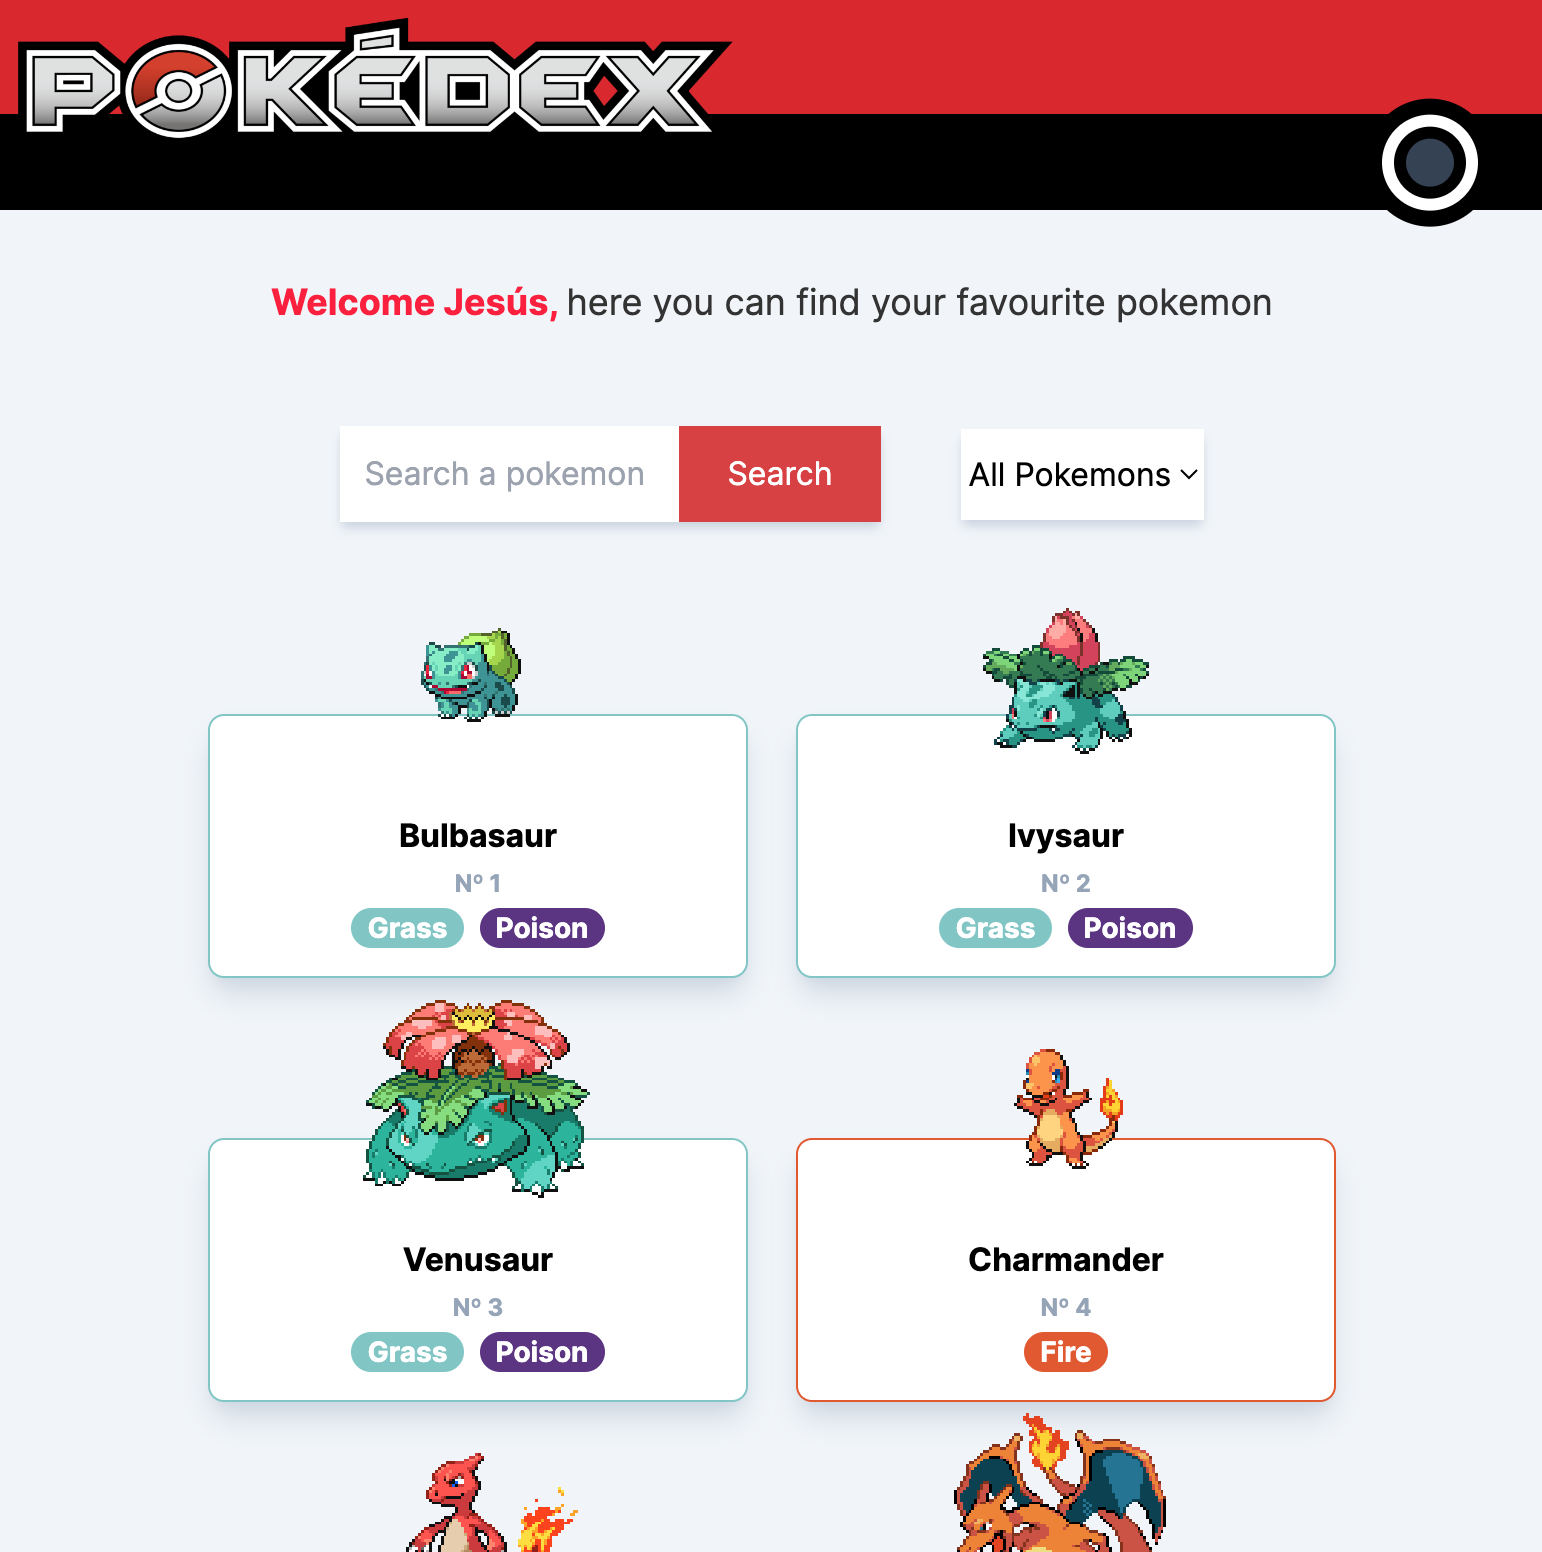 POKÉDEX
Welcome Jesús, here you can find your favourite pokemon
Search a pokemon Search All Pokemons
Bulbasaur
Nº 1
Grass Poison
Ivysaur
Nº 2
Grass Poison
Venusaur
Nº 3
Grass Poison
Charmander
Nº 4
Fire